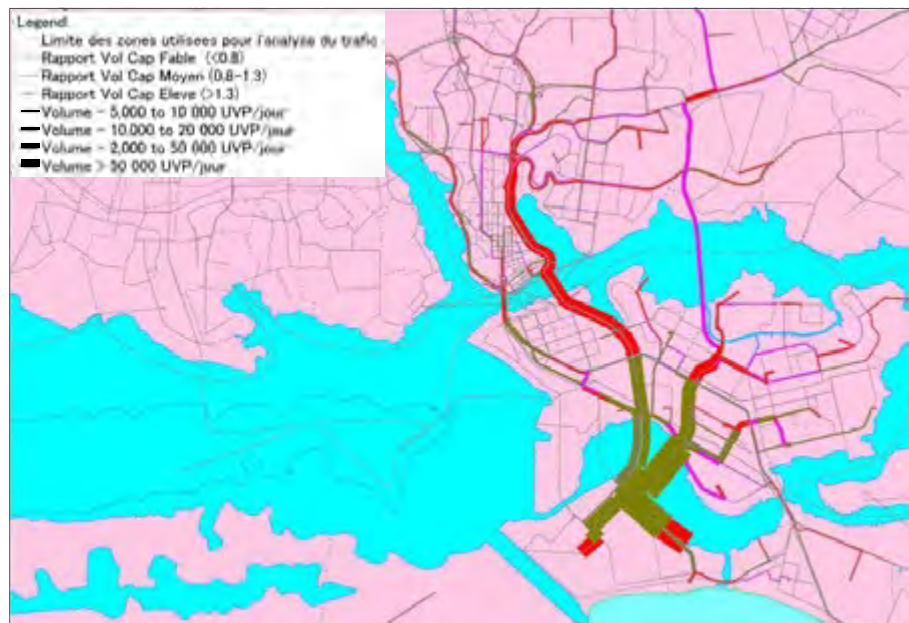 Legend
Limite des zones utilisees pour l'analyse du trafic
Rapport Vol Cap Fable (<0.8)
Rapport Vol Cap Moyen (0.8-1.3)
Rapport Vol Cap Eleve (>1.3)
Volume - 5,000 to 10 000 UVP/jour
Volume - 10,000 to 20 000 UVP/jour
Volume - 2,000 to 50 000 UVP/jour
Volume > 50 000 UVP/jour